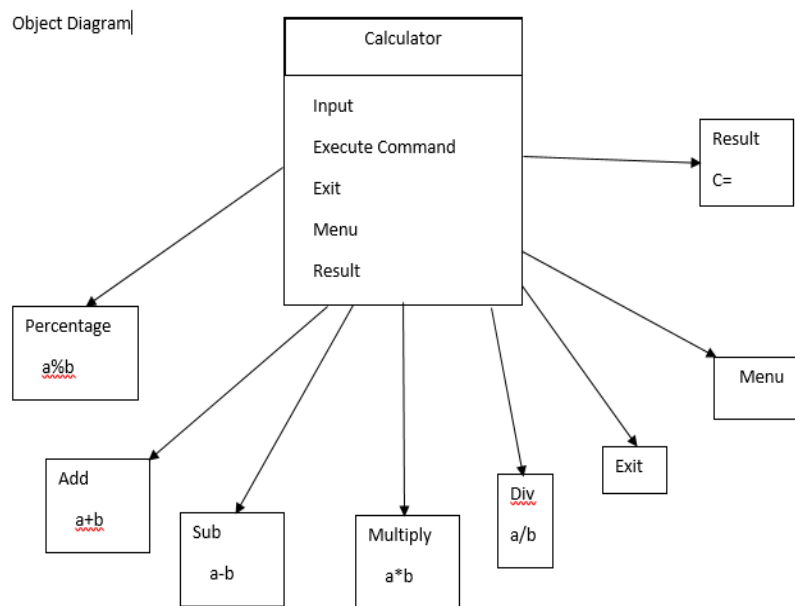 Object Diagram
Calculator
Input
Execute Command
Exit
Menu
Result
Result
C=
Percentage
a%b
Menu
Add
a+b
Exit
Sub
a-b
Multiply
a*b
Div
a/b